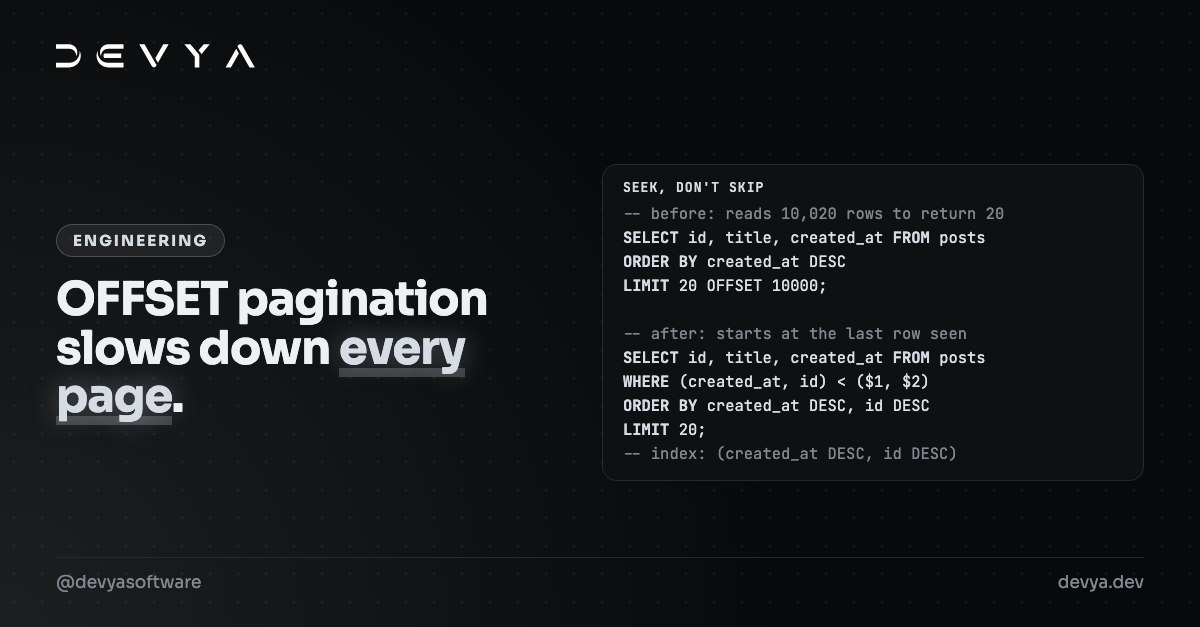 DEVYA
ENGINEERING
OFFSET pagination
slows down every
page.
SEEK, DON'T SKIP
-- before: reads 10,020 rows to return 20
SELECT id, title, created_at FROM posts
ORDER BY created_at DESC
LIMIT 20 OFFSET 10000;
-- after: starts at the last row seen
SELECT id, title, created_at FROM posts
WHERE (created_at, id) < ($1, $2)
ORDER BY created_at DESC, id DESC
LIMIT 20;
-- index: (created_at DESC, id DESC)
@devyasoftware
devya.dev